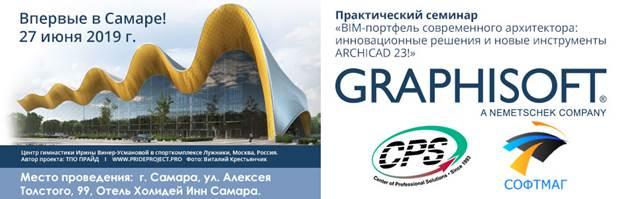 Впервые в Самаре!
27 июня 2019 г.
Центр гимнастики Ирины Винер-Усмановой в спорткомплексе Лужники, Москва, Россия.
Автор проекта: ТПО ПРАЙД I WWW.PRIDEPROJECT.PRO Фото: Виталий Крестьянчик
Место проведения: г. Самара, ул. Алексея
Толстого, 99, Отель Холидей Инн Самара.
Практический семинар
«BIM-портфель современного архитектора:
инновационные решения и новые инструменты
ARCHICAD 23!»
GRAPHISOFT®
A NEMETSCHEK COMPANY
CPS
Center of Professional Solutions • Since 1993
СОФТМАГ